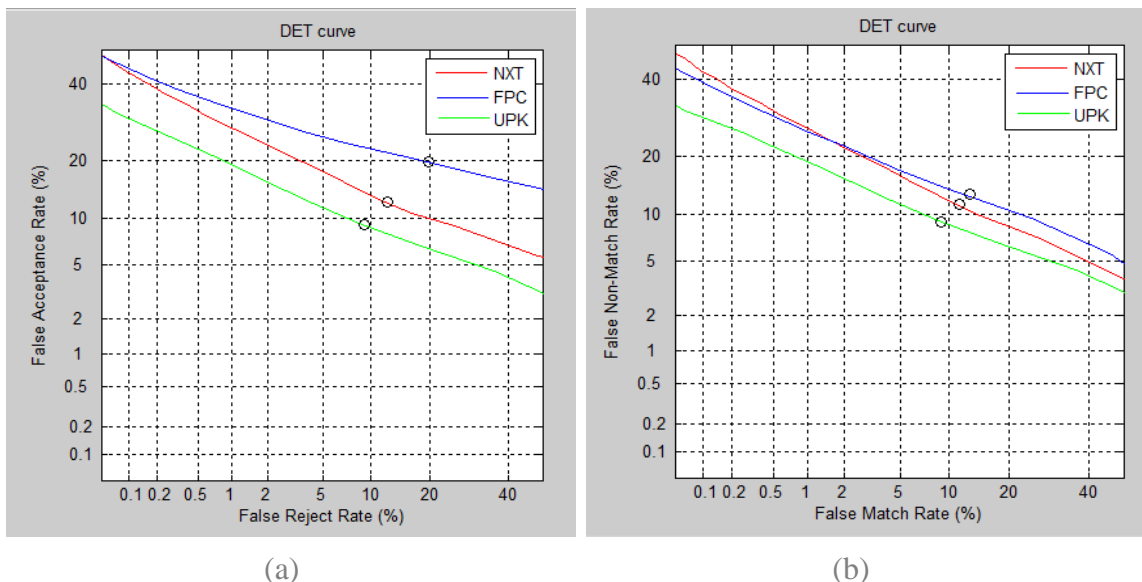 DET curve
NXT
FPC
UPK
False Acceptance Rate (%)
40
20
10
5
2
1
0.5
0.2
0.1
0.1 0.2 0.5 1 2 5 10 20 40
False Reject Rate (%)
(a)
DET curve
NXT
FPC
UPK
False Non-Match Rate (%)
40
20
10
5
2
1
0.5
0.2
0.1
0.1 0.2 0.5 1 2 5 10 20 40
False Match Rate (%)
(b)